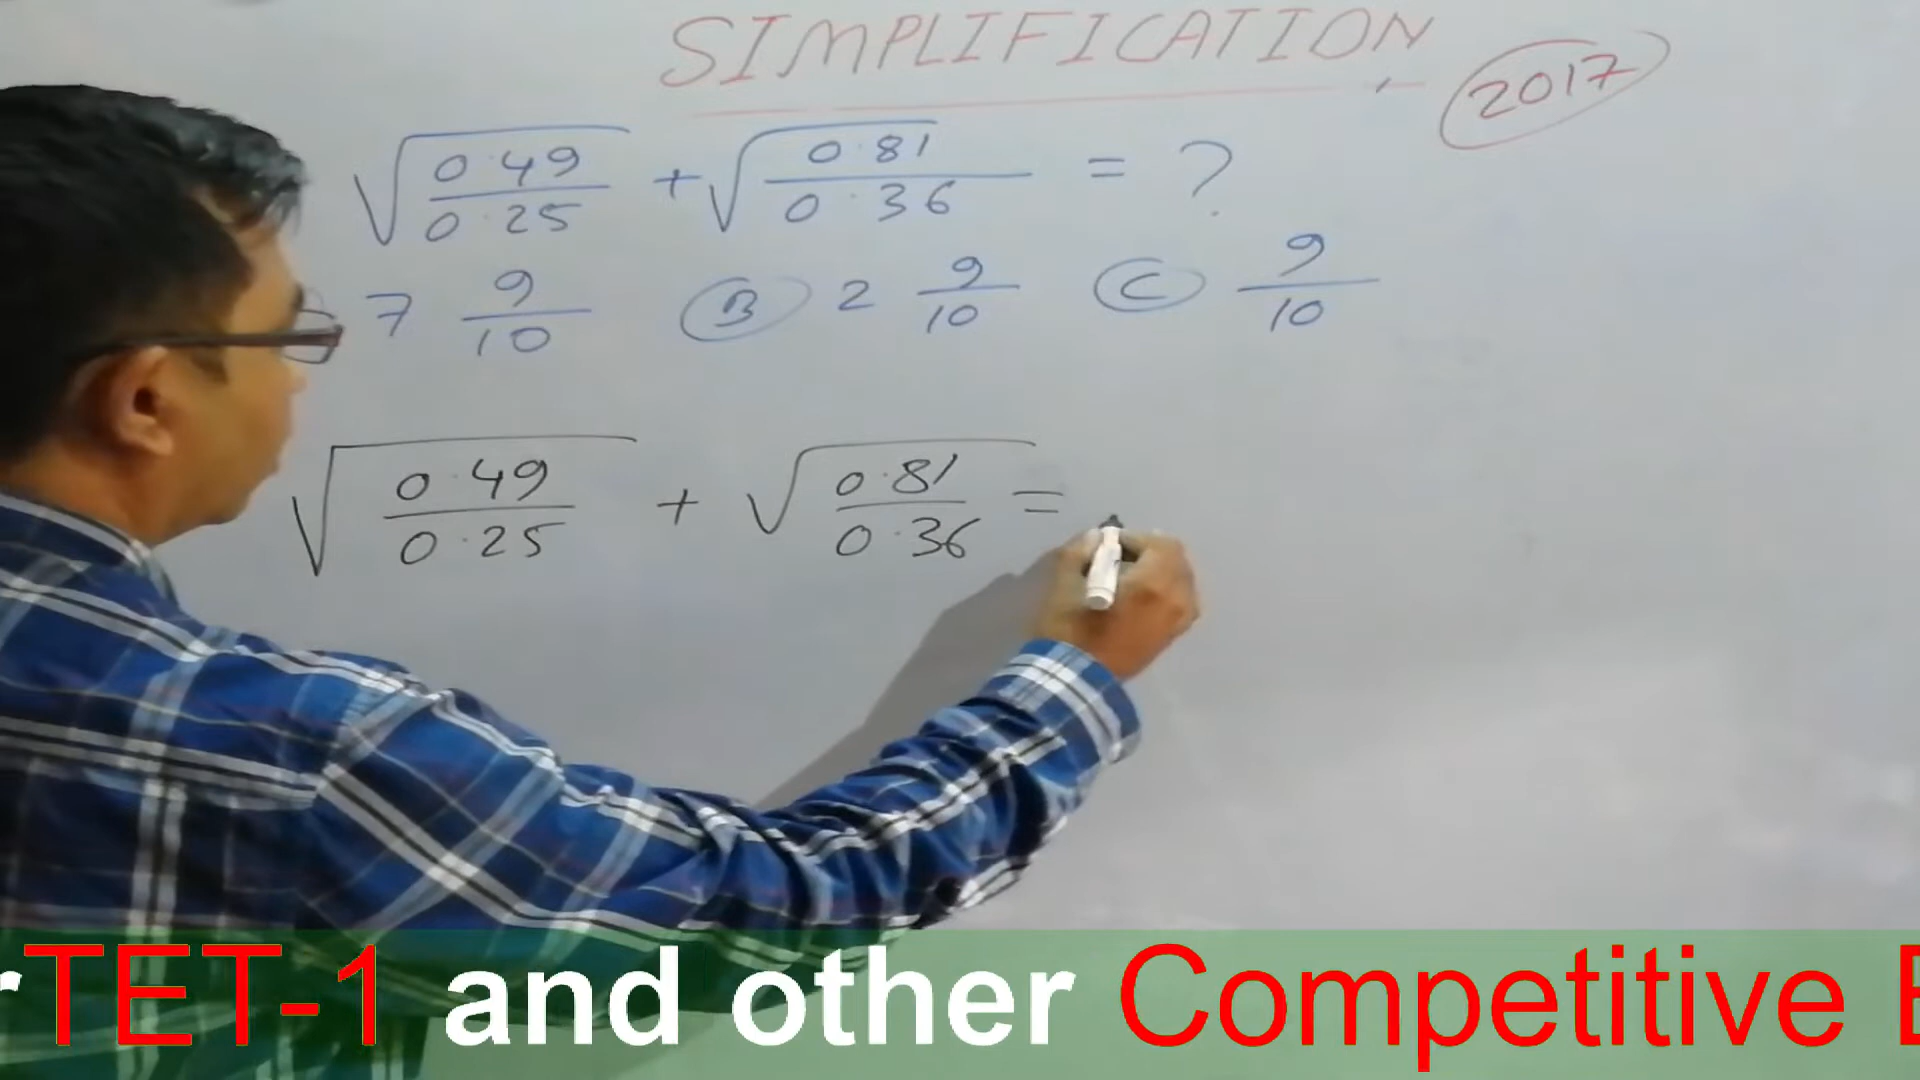 SIMPLIFICATION
2017
√(0.49/0.25) + √(0.81/0.36) = ?
7 9/10 (B) 2 9/10 (C) 9/10
√(0.49/0.25) + √(0.81/0.36) =
TET-1 and other Competitive